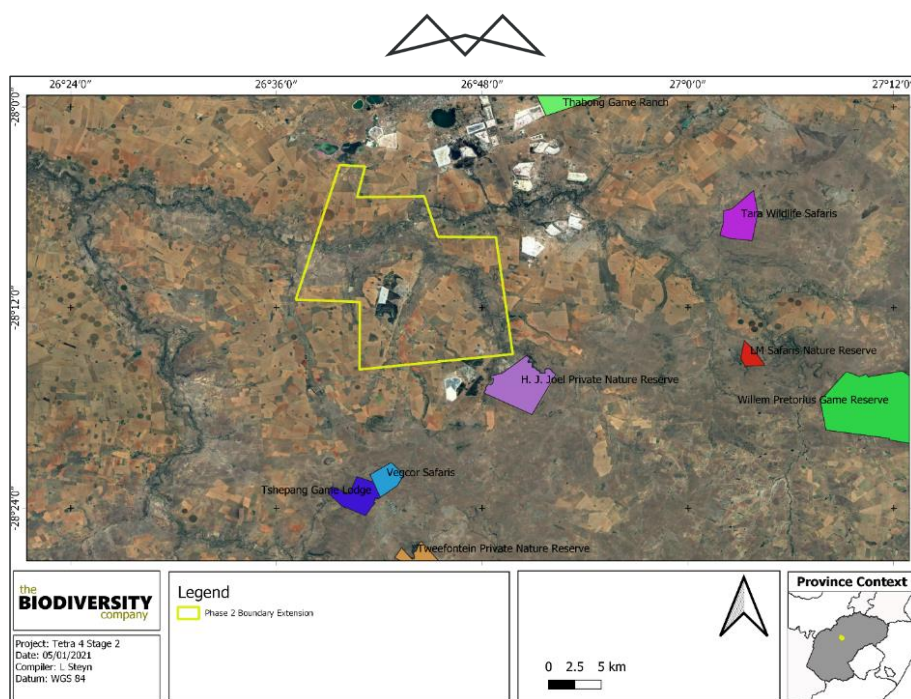 26°24'0" 26°36'0" 26°48'0" 27°0'0" 27°12'0"
-28°0'0"
Thabong Game Ranch
Tara Wildlife Safaris
-28°12'0"
LM Safaris Nature Reserve
H. J. Joel Private Nature Reserve
Willem Pretorius Game Reserve
Vegcor Safaris
Tshepang Game Lodge
-28°24'0"
Tweefontein Private Nature Reserve
the
BIODIVERSITY
company
Project: Tetra 4 Stage 2
Date: 05/01/2021
Compiler: L Steyn
Datum: WGS 84
Legend
Phase 2 Boundary Extension
0 2.5 5 km
Province Context